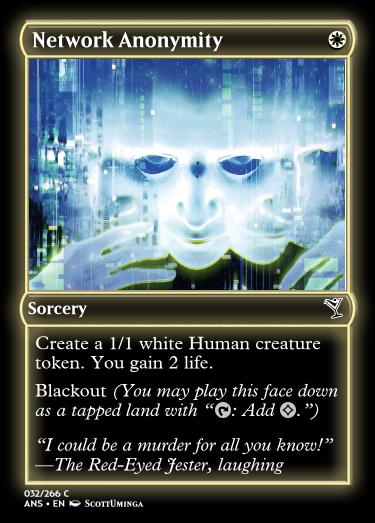 Network Anonymity
Sorcery
Create a 1/1 white Human creature
token. You gain 2 life.
Blackout (You may play this face down
as a tapped land with “: Add .”)
“I could be a murder for all you know!”
—The Red-Eyed Jester, laughing
032/266 C
ANS • EN ScottUminga